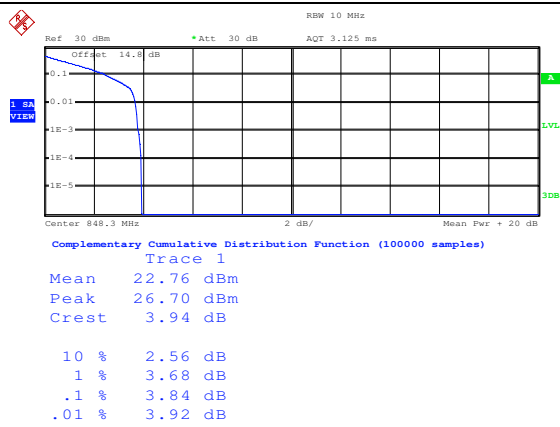 RBW 10 MHz
Ref 30 dBm * Att 30 dB AQT 3.125 ms
Offset 14.8 dB
0.1
A
0.01
1 SA
VIEW
1E-3
LVL
1E-4
1E-5
3DB
Center 848.3 MHz 2 dB/ Mean Pwr + 20 dB
Complementary Cumulative Distribution Function (100000 samples)
Trace 1
Mean 22.76 dBm
Peak 26.70 dBm
Crest 3.94 dB
10 % 2.56 dB
1 % 3.68 dB
.1 % 3.84 dB
.01 % 3.92 dB